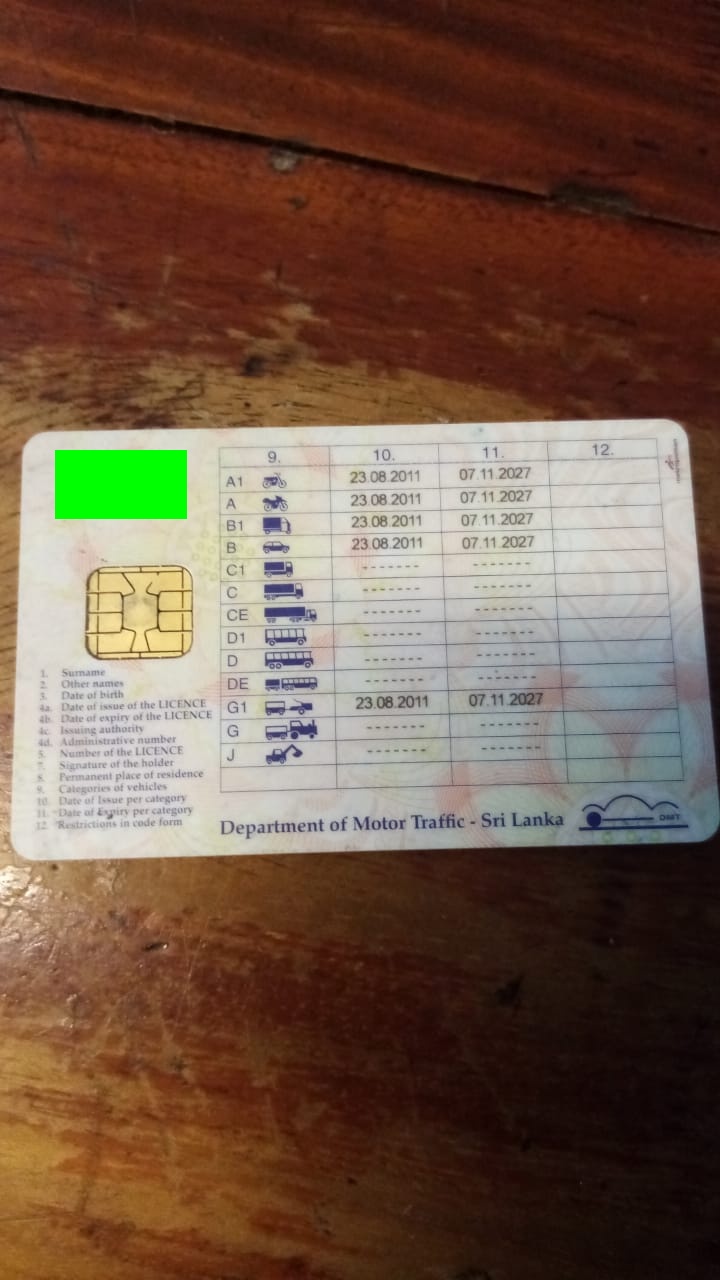 9. 10. 11. 12.
A1 23.08.2011 07.11.2027
A 23.08.2011 07.11.2027
B1 23.08.2011 07.11.2027
B 23.08.2011 07.11.2027
C1 ------- -------
C ------- -------
CE ------- -------
D1 ------- -------
D ------- -------
DE ------- -------
G1 23.08.2011 07.11.2027
G ------- -------
J ------- -------
1. Surname
2. Other names
3. Date of birth
4a. Date of issue of the LICENCE
4b. Date of expiry of the LICENCE
4c. Issuing authority
4d. Administrative number
5. Number of the LICENCE
7. Signature of the holder
8. Permanent place of residence
9. Categories of vehicles
10. Date of Issue per category
11. Date of Expiry per category
12. Restrictions in code form
Department of Motor Traffic - Sri Lanka
DMT